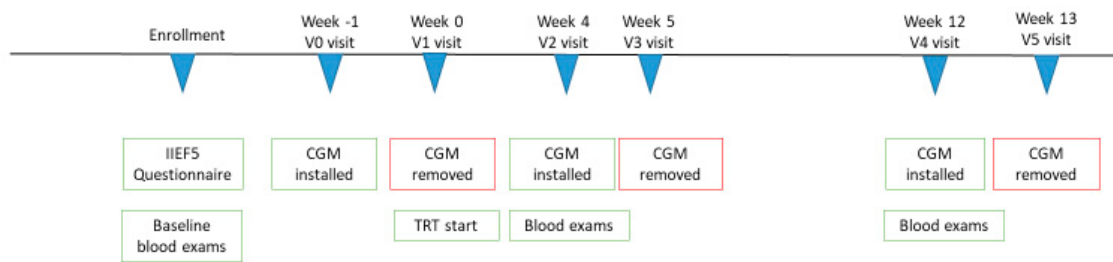 Enrollment
Week -1
V0 visit
Week 0
V1 visit
Week 4
V2 visit
Week 5
V3 visit
Week 12
V4 visit
Week 13
V5 visit
IIEF5
Questionnaire
CGM
installed
CGM
removed
CGM
installed
CGM
removed
CGM
installed
CGM
removed
Baseline
blood exams
TRT start
Blood exams
Blood exams